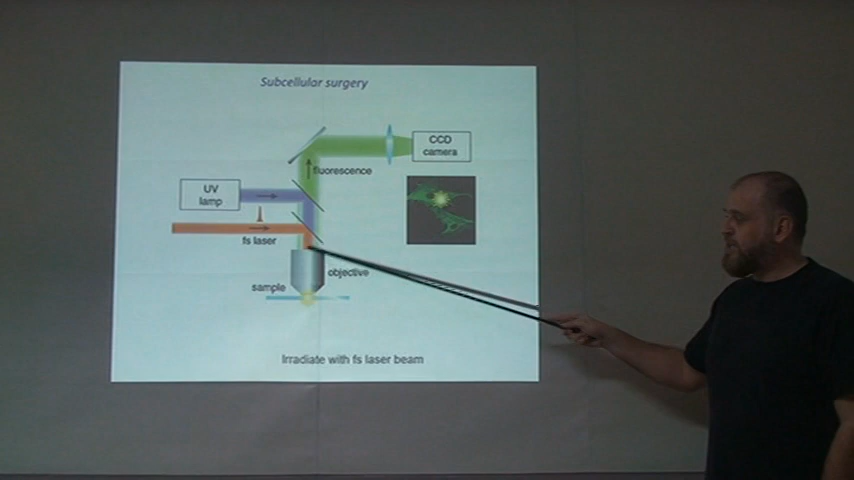 Subcellular surgery
CCD
camera
fluorescence
UV
lamp
fs laser
objective
sample
Irradiate with fs laser beam